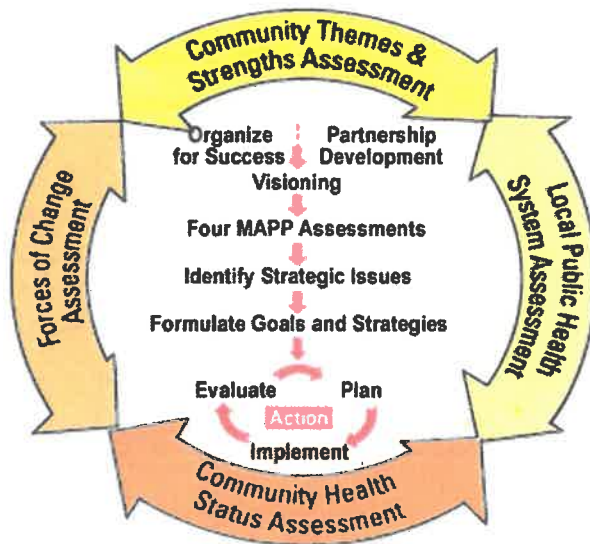 Community Themes &
Strengths Assessment
Organize
for Success
Partnership
Development
Visioning
Four MAPP Assessments
Identify Strategic Issues
Formulate Goals and Strategies
Evaluate
Plan
Action
Implement
Forces of Change
Assessment
Local Public Health
System Assessment
Community Health
Status Assessment